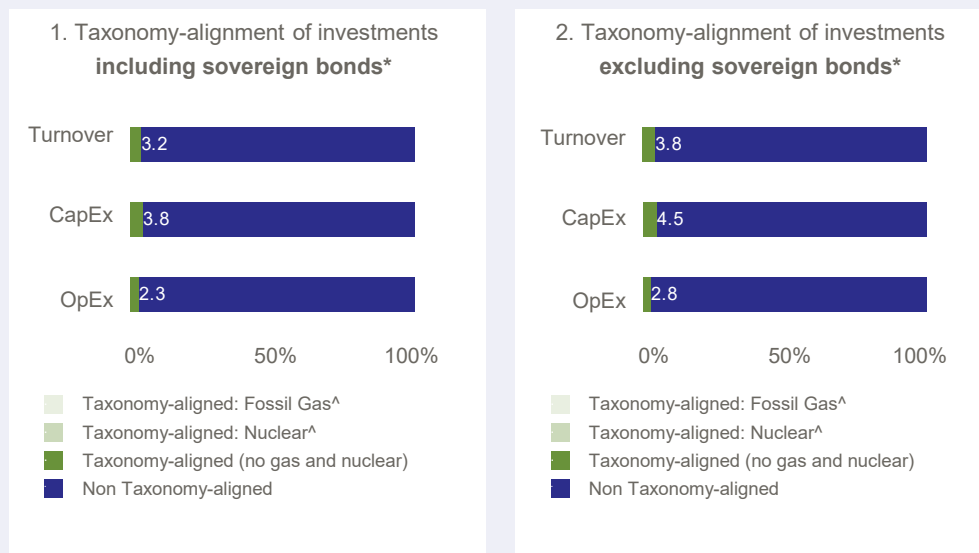 1. Taxonomy-alignment of investments
including sovereign bonds*
Turnover
3.2
CapEx
3.8
OpEx
2.3
0% 50% 100%
Taxonomy-aligned: Fossil Gas^
Taxonomy-aligned: Nuclear^
Taxonomy-aligned (no gas and nuclear)
Non Taxonomy-aligned
2. Taxonomy-alignment of investments
excluding sovereign bonds*
Turnover
3.8
CapEx
4.5
OpEx
2.8
0% 50% 100%
Taxonomy-aligned: Fossil Gas^
Taxonomy-aligned: Nuclear^
Taxonomy-aligned (no gas and nuclear)
Non Taxonomy-aligned